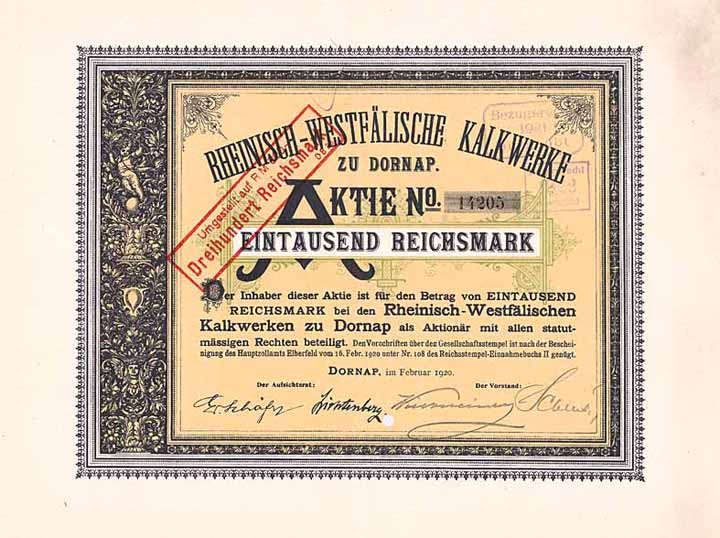 RHEINISCH-WESTFÄLISCHE KALKWERKE
ZU DORNAP.
AKTIE No. 14205
EINTAUSEND REICHSMARK
Der Inhaber dieser Aktie ist für den Betrag von EINTAUSEND
REICHSMARK bei den Rheinisch-Westfälischen
Kalkwerken zu Dornap als Aktionär mit allen statut-
mässigen Rechten beteiligt. Den Vorschriften über den Gesellschaftsstempel ist nach der Beschei-
nigung des Hauptzollamts Elberfeld vom 16. Febr. 1920 unter Nr. 108 des Reichsstempel-Einnahmebuchs II genügt.
DORNAP, im Februar 1920.
Der Aufsichtsrat: Der Vorstand:
Lichtenberg
Umgestellt auf R.M.
Dreihundert Reichsmark
1921